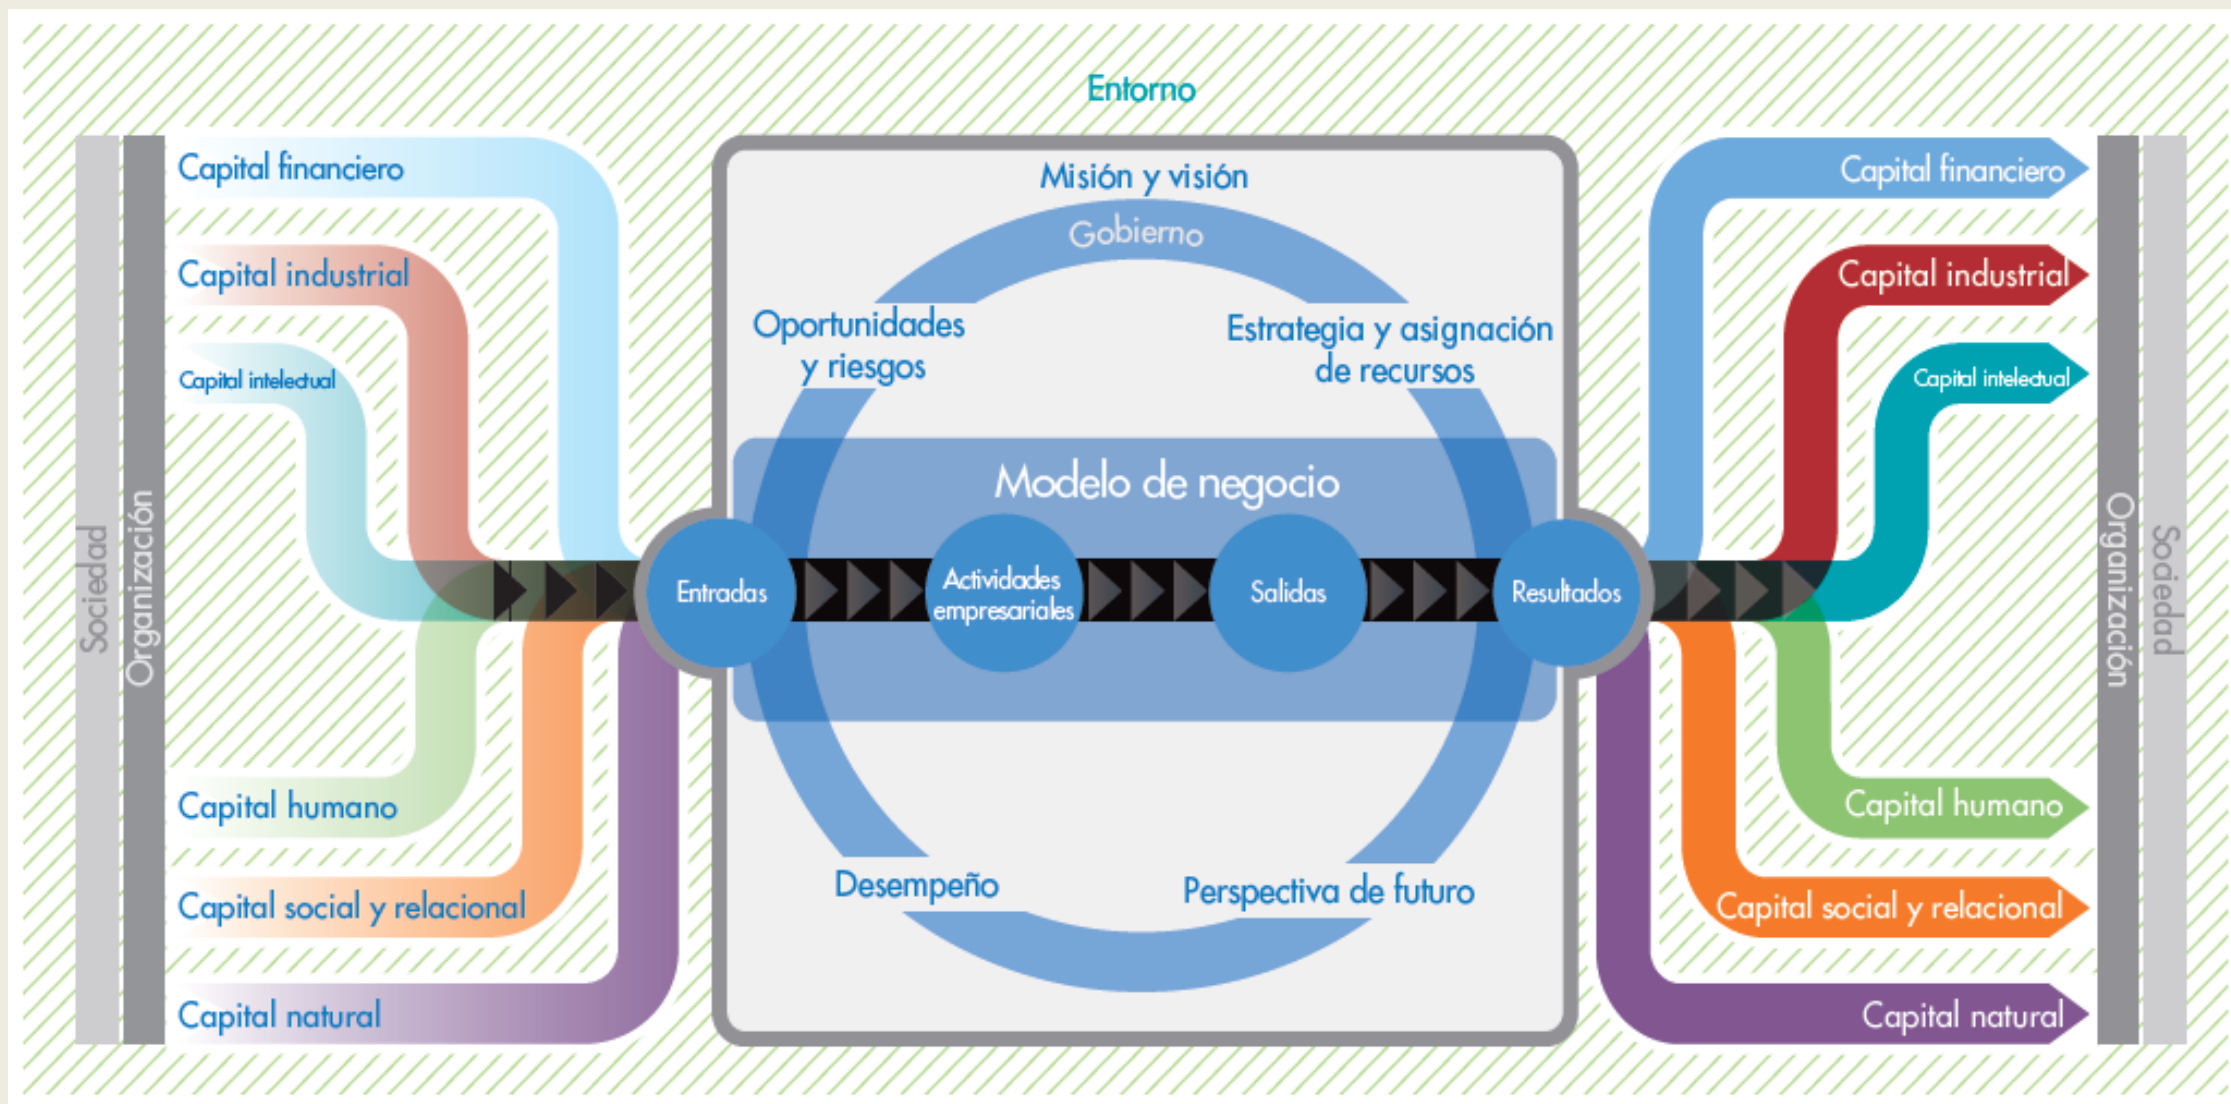 Entorno
Sociedad
Organización
Capital financiero
Capital industrial
Capital intelectual
Capital humano
Capital social y relacional
Capital natural
Misión y visión
Gobierno
Oportunidades
y riesgos
Estrategia y asignación
de recursos
Modelo de negocio
Entradas
Actividades
empresariales
Salidas
Resultados
Desempeño
Perspectiva de futuro
Capital financiero
Capital industrial
Capital intelectual
Capital humano
Capital social y relacional
Capital natural
Organización
Sociedad